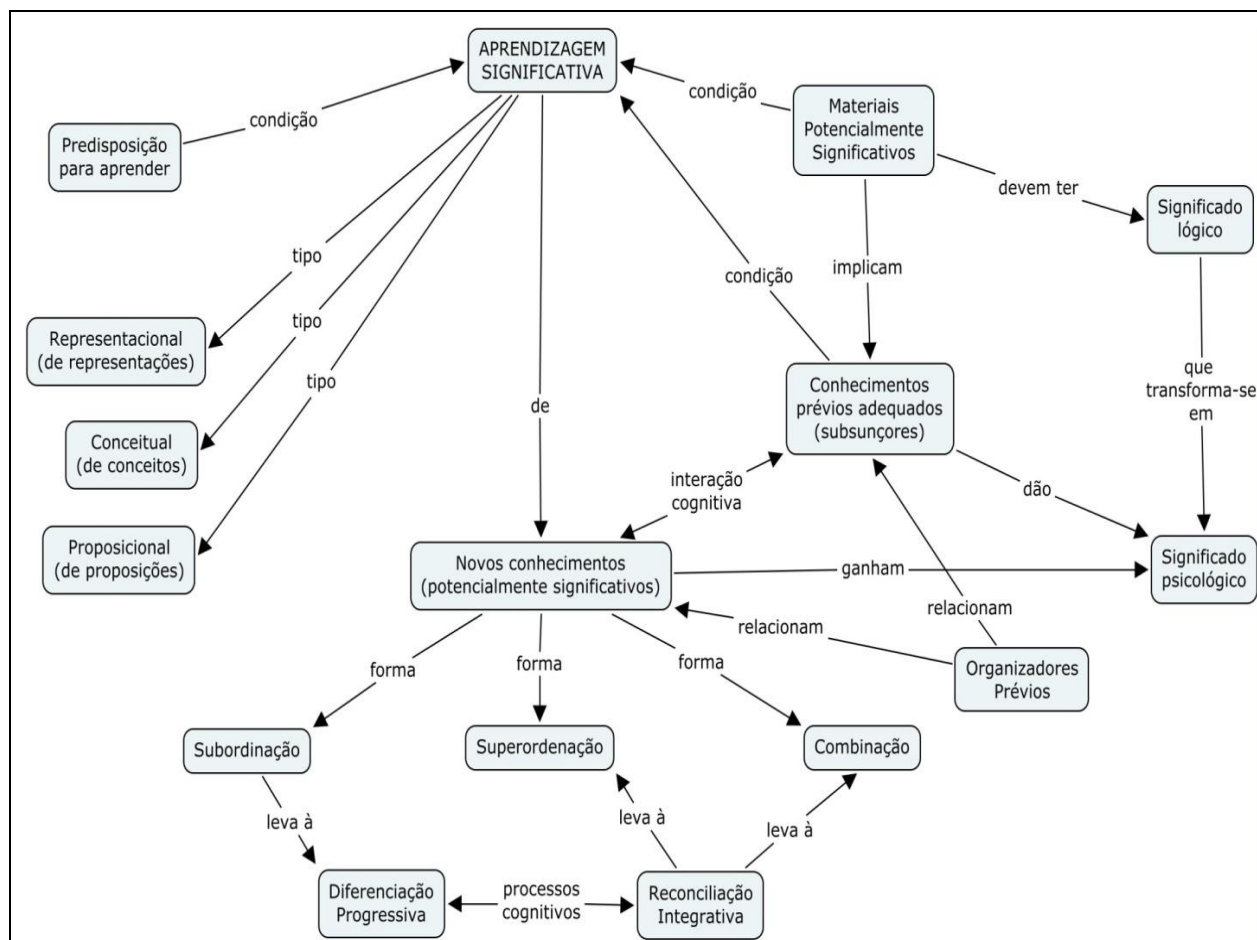 APRENDIZAGEM
SIGNIFICATIVA
condição
condição
Materiais
Potencialmente
Significativos
Predisposição
para aprender
devem ter
Significado
lógico
tipo
condição
implicam
tipo
Representacional
(de representações)
tipo
que
transforma-se
em
Conhecimentos
prévios adequados
(subsunçores)
de
Conceitual
(de conceitos)
interação
cognitiva
dão
Proposicional
(de proposições)
Novos conhecimentos
(potencialmente significativos)
ganham
Significado
psicológico
relacionam
relacionam
forma
forma
forma
Organizadores
Prévios
Subordinação
Superordenação
Combinação
leva à
leva à
leva à
Diferenciação
Progressiva
processos
cognitivos
Reconciliação
Integrativa